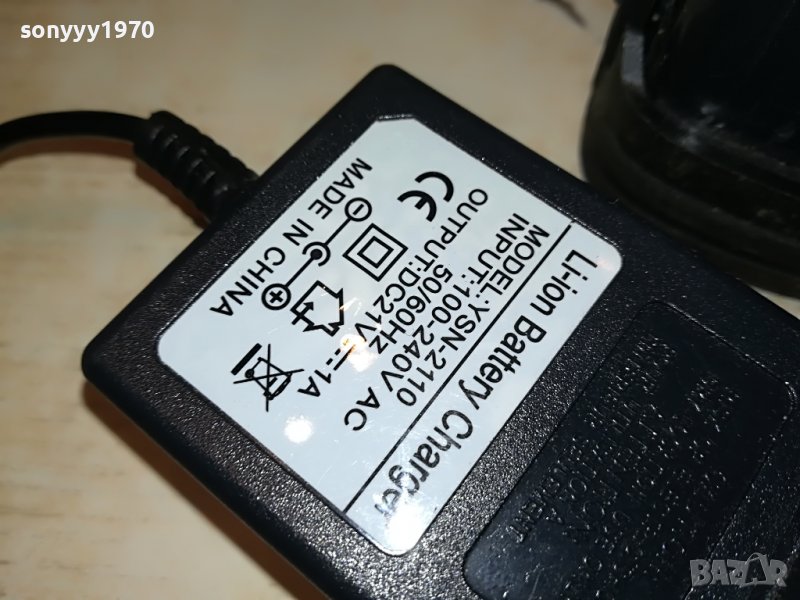 sonyyy1970
Li-ion Battery Charger
MODEL:YSN-2110
INPUT:100-240V AC
50/60Hz
OUTPUT:DC21V⎓1A
CE
MADE IN CHINA
BAZAR